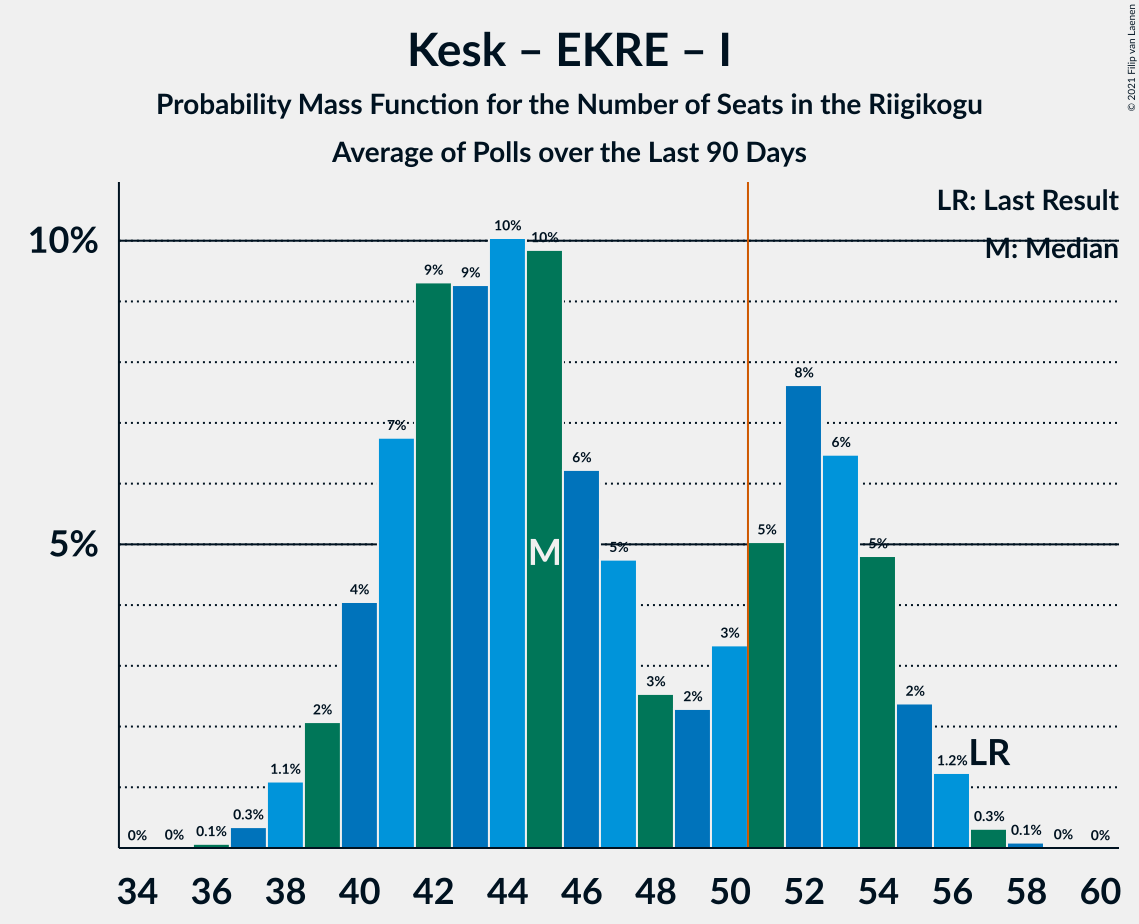 Kesk – EKRE – I
Probability Mass Function for the Number of Seats in the Riigikogu
Average of Polls over the Last 90 Days
© 2021 Filip van Laenen
LR: Last Result
M: Median
10%
5%
0% 0% 0.1% 0.3% 1.1% 2% 4% 7% 9% 9% 10% 10% 6% 5% 3% 2% 3% 5% 8% 6% 5% 2% 1.2% 0.3% 0.1% 0% 0%
M
LR
34 36 38 40 42 44 46 48 50 52 54 56 58 60